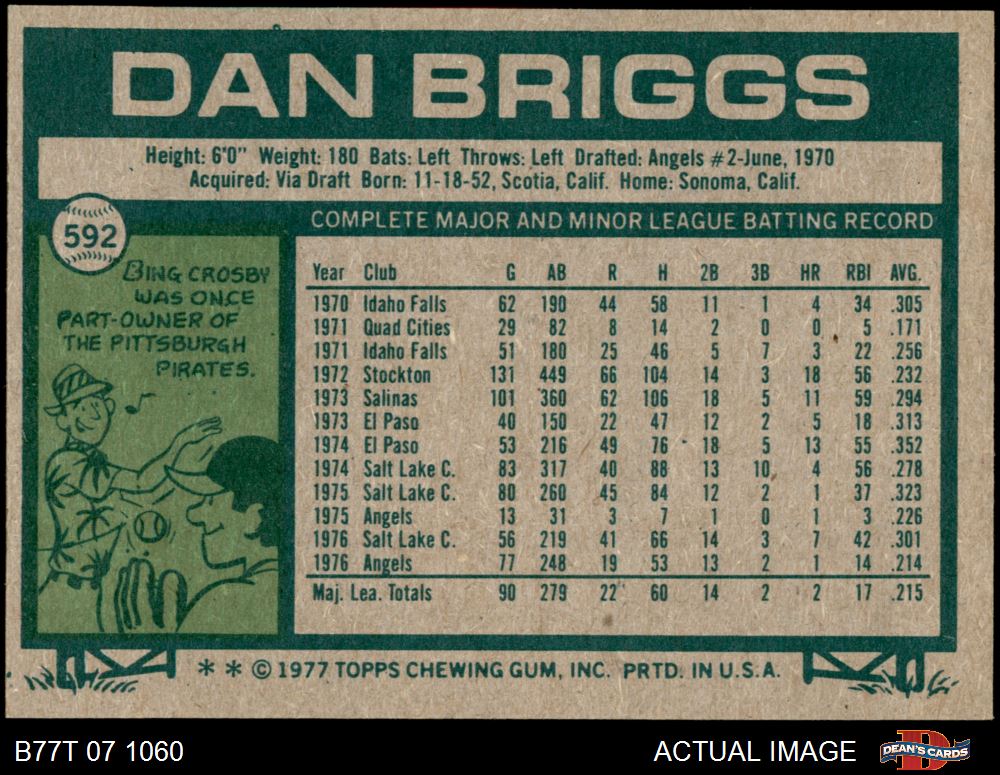 DAN BRIGGS
Height: 6'0" Weight: 180 Bats: Left Throws: Left Drafted: Angels #2-June, 1970
Acquired: Via Draft Born: 11-18-52, Scotia, Calif. Home: Sonoma, Calif.
592
BING CROSBY
WAS ONCE
PART-OWNER OF
THE PITTSBURGH
PIRATES.
COMPLETE MAJOR AND MINOR LEAGUE BATTING RECORD
Year Club G AB R H 2B 3B HR RBI AVG.
1970 Idaho Falls 62 190 44 58 11 1 4 34 .305
1971 Quad Cities 29 82 8 14 2 0 0 5 .171
1971 Idaho Falls 51 180 25 46 5 7 3 22 .256
1972 Stockton 131 449 66 104 14 3 18 56 .232
1973 Salinas 101 360 62 106 18 5 11 59 .294
1973 El Paso 40 150 22 47 12 2 5 18 .313
1974 El Paso 53 216 49 76 18 5 13 55 .352
1974 Salt Lake C. 83 317 40 88 13 10 4 56 .278
1975 Salt Lake C. 80 260 45 84 12 2 1 37 .323
1975 Angels 13 31 3 7 1 0 1 3 .226
1976 Salt Lake C. 56 219 41 66 14 3 7 42 .301
1976 Angels 77 248 19 53 13 2 1 14 .214
Maj. Lea. Totals 90 279 22 60 14 2 2 17 .215
* * © 1977 TOPPS CHEWING GUM, INC. PRTD. IN U.S.A.
B77T 07 1060
ACTUAL IMAGE
DEAN'S CARDS